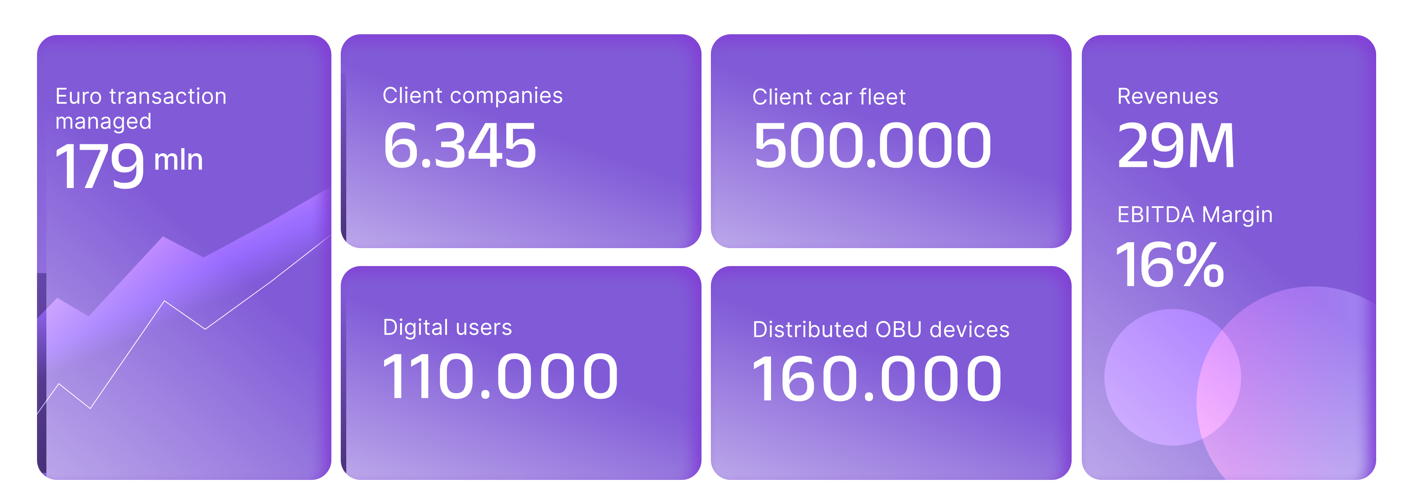 Euro transaction
managed
179 mln
Client companies
6.345
Client car fleet
500.000
Digital users
110.000
Distributed OBU devices
160.000
Revenues
29M
EBITDA Margin
16%